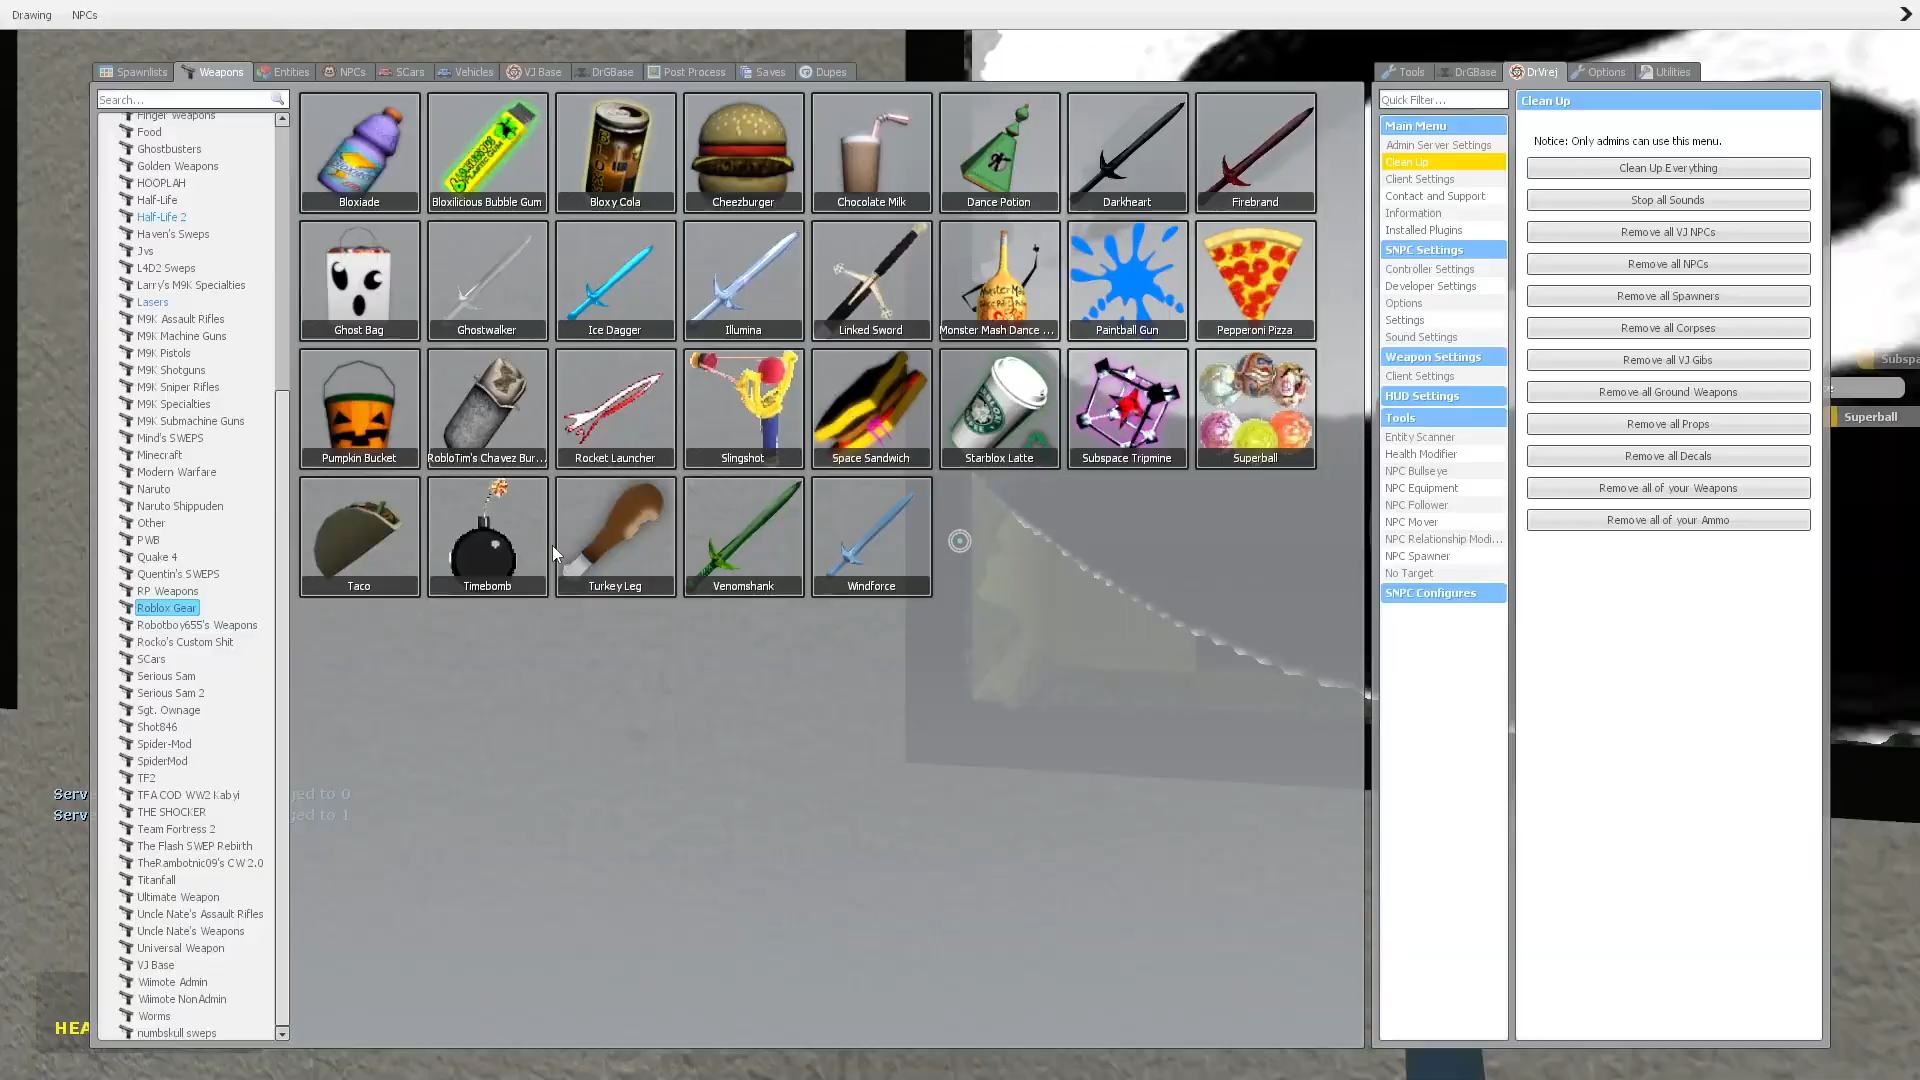 Drawing NPCs
Spawnlists Weapons Entities NPCs SCars Vehicles VJ Base DrGBase Post Process Saves Dupes
Search...
Finger Weapons
Food
Ghostbusters
Golden Weapons
HOOPLAH
Half-Life
Half-Life 2
Haven's Sweps
Jvs
L4D2 Sweps
Larry's M9K Specialties
Lasers
M9K Assault Rifles
M9K Machine Guns
M9K Pistols
M9K Shotguns
M9K Sniper Rifles
M9K Specialties
M9K Submachine Guns
Mind's SWEPS
Minecraft
Modern Warfare
Naruto
Naruto Shippuden
Other
PWB
Quake 4
Quentin's SWEPS
RP Weapons
Roblox Gear
Robotboy655's Weapons
Rocko's Custom Shit
SCars
Serious Sam
Serious Sam 2
Sgt. Ownage
Shot846
Spider-Mod
SpiderMod
TF2
TFA COD WW2 Kabyi
THE SHOCKER
Team Fortress 2
The Flash SWEP Rebirth
TheRambotnic09's CW 2.0
Titanfall
Ultimate Weapon
Uncle Nate's Assault Rifles
Uncle Nate's Weapons
Universal Weapon
VJ Base
Wiimote Admin
Wiimote NonAdmin
Worms
numbskull sweps
Bloxiade Bloxilicious Bubble Gum Bloxy Cola Cheezburger Chocolate Milk Dance Potion Darkheart Firebrand
Ghost Bag Ghostwalker Ice Dagger Illumina Linked Sword Monster Mash Dance ... Paintball Gun Pepperoni Pizza
Pumpkin Bucket RobloTim's Chavez Bur... Rocket Launcher Slingshot Space Sandwich Starblox Latte Subspace Tripmine Superball
Taco Timebomb Turkey Leg Venomshank Windforce
Serv ged to 0
Serv ged to 1
HEA
Tools DrGBase DrVrej Options Utilities
Quick Filter...
Main Menu
Admin Server Settings
Clean Up
Client Settings
Contact and Support
Information
Installed Plugins
SNPC Settings
Controller Settings
Developer Settings
Options
Settings
Sound Settings
Weapon Settings
Client Settings
HUD Settings
Tools
Entity Scanner
Health Modifier
NPC Bullseye
NPC Equipment
NPC Follower
NPC Mover
NPC Relationship Modi...
NPC Spawner
No Target
SNPC Configures
Clean Up
Notice: Only admins can use this menu.
Clean Up Everything
Stop all Sounds
Remove all VJ NPCs
Remove all NPCs
Remove all Spawners
Remove all Corpses
Remove all VJ Gibs
Remove all Ground Weapons
Remove all Props
Remove all Decals
Remove all of your Weapons
Remove all of your Ammo
Subspa
Superball